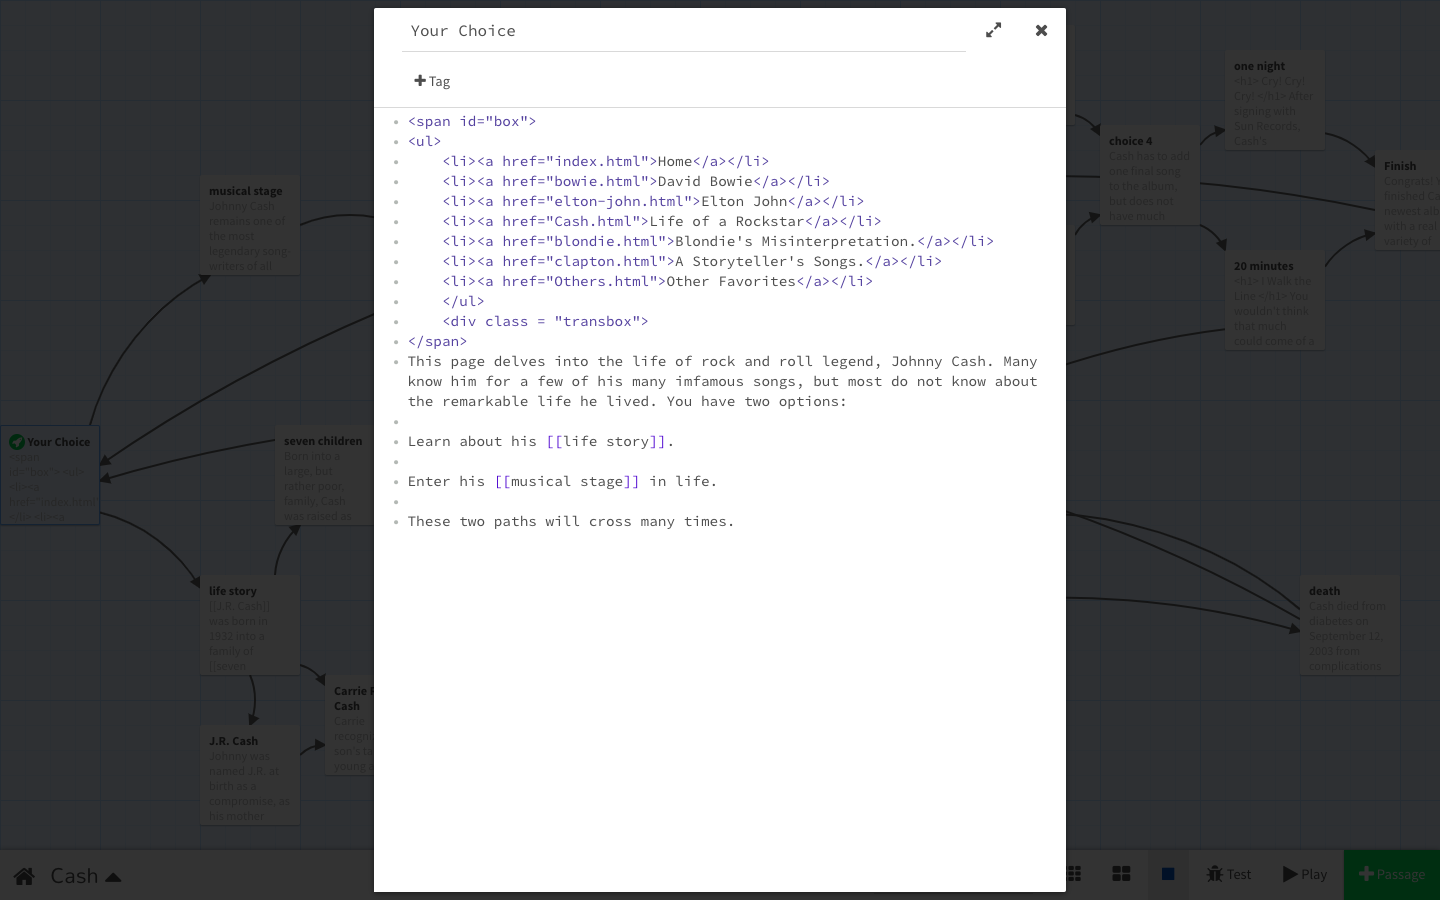 Your Choice
Tag
<span id="box">
<ul>
<li><a href="index.html">Home</a></li>
<li><a href="bowie.html">David Bowie</a></li>
<li><a href="elton-john.html">Elton John</a></li>
<li><a href="Cash.html">Life of a Rockstar</a></li>
<li><a href="blondie.html">Blondie's Misinterpretation.</a></li>
<li><a href="clapton.html">A Storyteller's Songs.</a></li>
<li><a href="Others.html">Other Favorites</a></li>
</ul>
<div class = "transbox">
</span>
This page delves into the life of rock and roll legend, Johnny Cash. Many
know him for a few of his many imfamous songs, but most do not know about
the remarkable life he lived. You have two options:
Learn about his [[life story]].
Enter his [[musical stage]] in life.
These two paths will cross many times.
musical stage
Johnny Cash
remains one of
the most
legendary song-
writers of all
Your Choice
<span
seven children
Born into a
large, but
rather poor,
family, Cash
was raised as
life story
[[J.R. Cash]]
was born in
1932 into a
family of
[[seven
Carrie
Cash
Carrie
J.R. Cash
Johnny was
named J.R. at
birth as a
compromise, as
his mother
one night
<h1> Cry! Cry!
Cry! </h1> After
signing with
Sun Records,
Cash's
choice 4
Cash has to add
one final song
to the album,
but does not
have much
Finish
Congrats!
finished
newest
with a real
variety of
20 minutes
<h1> I Walk the
Line </h1> You
wouldn't think
that much
could come of a
death
Cash died from
diabetes on
September 12,
2003 from
complications
Cash
Test
Play
Passage